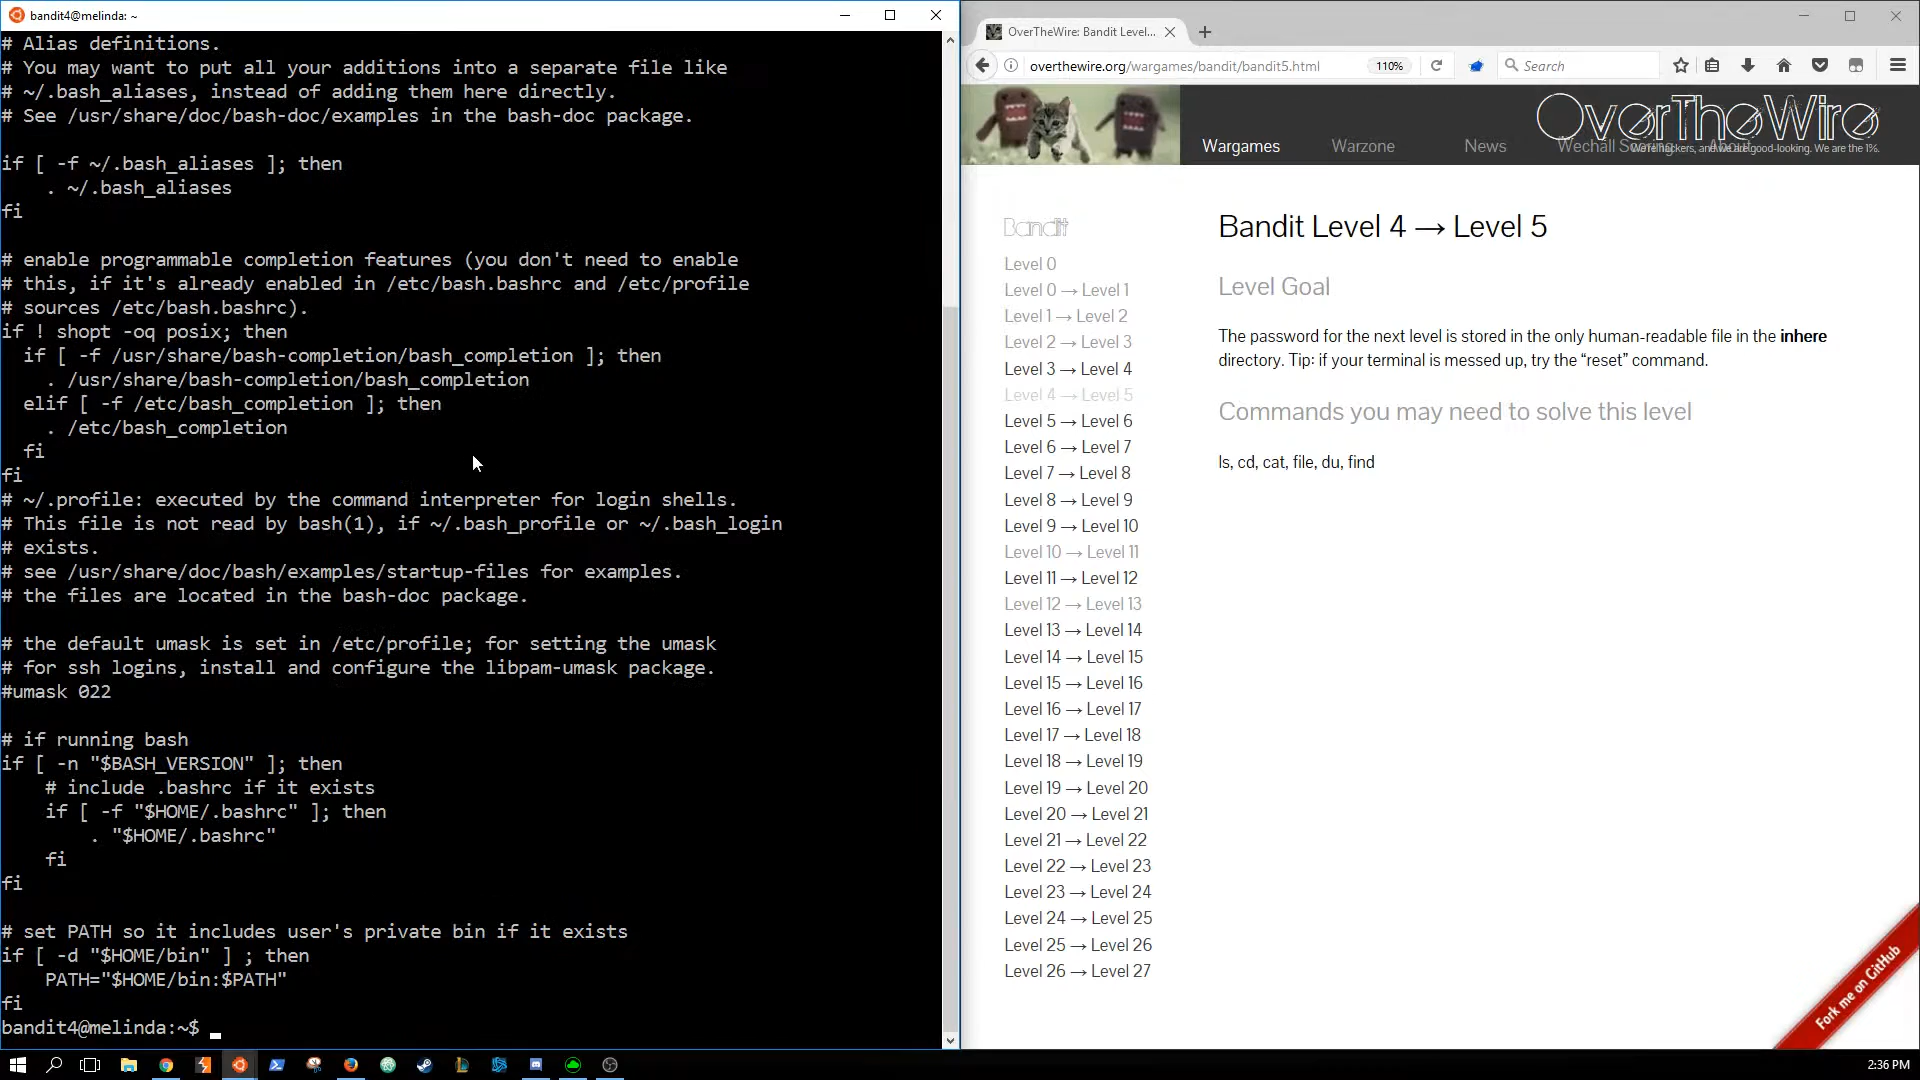 bandit4@melinda: ~
# Alias definitions.
# You may want to put all your additions into a separate file like
# ~/.bash_aliases, instead of adding them here directly.
# See /usr/share/doc/bash-doc/examples in the bash-doc package.
if [ -f ~/.bash_aliases ]; then
    . ~/.bash_aliases
fi
# enable programmable completion features (you don't need to enable
# this, if it's already enabled in /etc/bash.bashrc and /etc/profile
# sources /etc/bash.bashrc).
if ! shopt -oq posix; then
  if [ -f /usr/share/bash-completion/bash_completion ]; then
    . /usr/share/bash-completion/bash_completion
  elif [ -f /etc/bash_completion ]; then
    . /etc/bash_completion
  fi
fi
# ~/.profile: executed by the command interpreter for login shells.
# This file is not read by bash(1), if ~/.bash_profile or ~/.bash_login
# exists.
# see /usr/share/doc/bash/examples/startup-files for examples.
# the files are located in the bash-doc package.
# the default umask is set in /etc/profile; for setting the umask
# for ssh logins, install and configure the libpam-umask package.
#umask 022
# if running bash
if [ -n "$BASH_VERSION" ]; then
    # include .bashrc if it exists
    if [ -f "$HOME/.bashrc" ]; then
        . "$HOME/.bashrc"
    fi
fi
# set PATH so it includes user's private bin if it exists
if [ -d "$HOME/bin" ] ; then
    PATH="$HOME/bin:$PATH"
fi
bandit4@melinda:~$
OverTheWire: Bandit Level...
overthewire.org/wargames/bandit/bandit5.html
110%
Search
OverTheWire
We're hackers, and we are good-looking. We are the 1%.
Wargames
Warzone
News
Wechall Scoring
About
Bandit
Level 0
Level 0 → Level 1
Level 1 → Level 2
Level 2 → Level 3
Level 3 → Level 4
Level 4 → Level 5
Level 5 → Level 6
Level 6 → Level 7
Level 7 → Level 8
Level 8 → Level 9
Level 9 → Level 10
Level 10 → Level 11
Level 11 → Level 12
Level 12 → Level 13
Level 13 → Level 14
Level 14 → Level 15
Level 15 → Level 16
Level 16 → Level 17
Level 17 → Level 18
Level 18 → Level 19
Level 19 → Level 20
Level 20 → Level 21
Level 21 → Level 22
Level 22 → Level 23
Level 23 → Level 24
Level 24 → Level 25
Level 25 → Level 26
Level 26 → Level 27
Bandit Level 4 → Level 5
Level Goal
The password for the next level is stored in the only human-readable file in the inhere
directory. Tip: if your terminal is messed up, try the “reset” command.
Commands you may need to solve this level
ls, cd, cat, file, du, find
Fork me on GitHub
2:36 PM